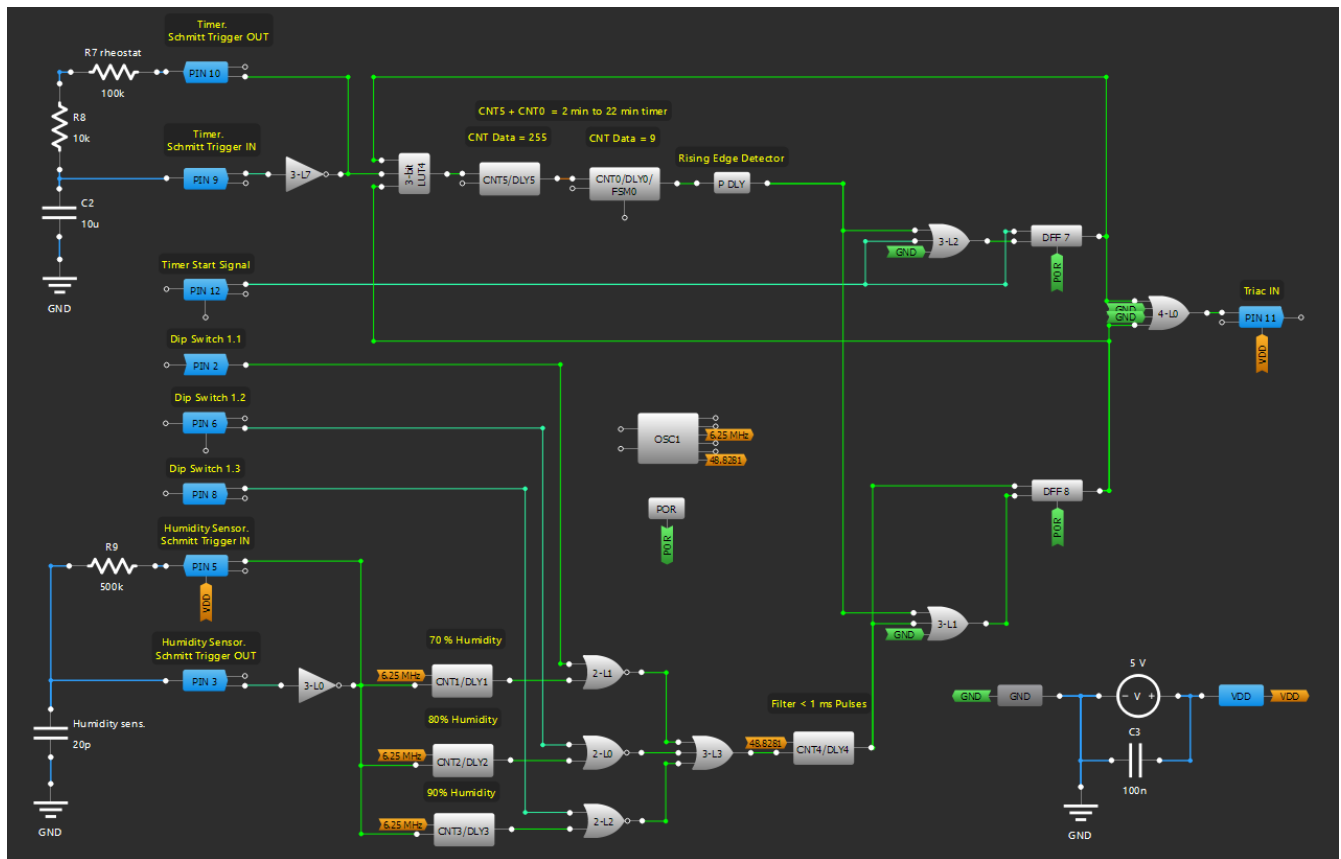 Timer.
Schmitt Trigger OUT
R7 rheostat
PIN 10
100k
R8
10k
Timer.
Schmitt Trigger IN
PIN 9
3-L7
C2
10u
GND
3-bit
LUT4
CNT5 + CNT0 = 2 min to 22 min timer
CNT Data = 255
CNT Data = 9
CNT5/DLY5
CNT0/DLY0/
FSM0
Rising Edge Detector
P DLY
3-L2
GND
DFF 7
POR
Timer Start Signal
PIN 12
GND
GND
4-L0
Triac IN
PIN 11
VDD
Dip Switch 1.1
PIN 2
Dip Switch 1.2
PIN 6
Dip Switch 1.3
PIN 8
OSC1
6.25 MHz
48.8281
POR
POR
DFF 8
POR
Humidity Sensor.
Schmitt Trigger IN
R9
500k
PIN 5
VDD
Humidity Sensor.
Schmitt Trigger OUT
PIN 3
3-L0
Humidity sens.
20p
GND
70 % Humidity
6.25 MHz
CNT1/DLY1
80% Humidity
6.25 MHz
CNT2/DLY2
90% Humidity
6.25 MHz
CNT3/DLY3
2-L1
2-L0
2-L2
3-L3
Filter < 1 ms Pulses
48.8281
CNT4/DLY4
3-L1
GND
5 V
GND
GND
− V +
VDD
VDD
C3
100n
GND